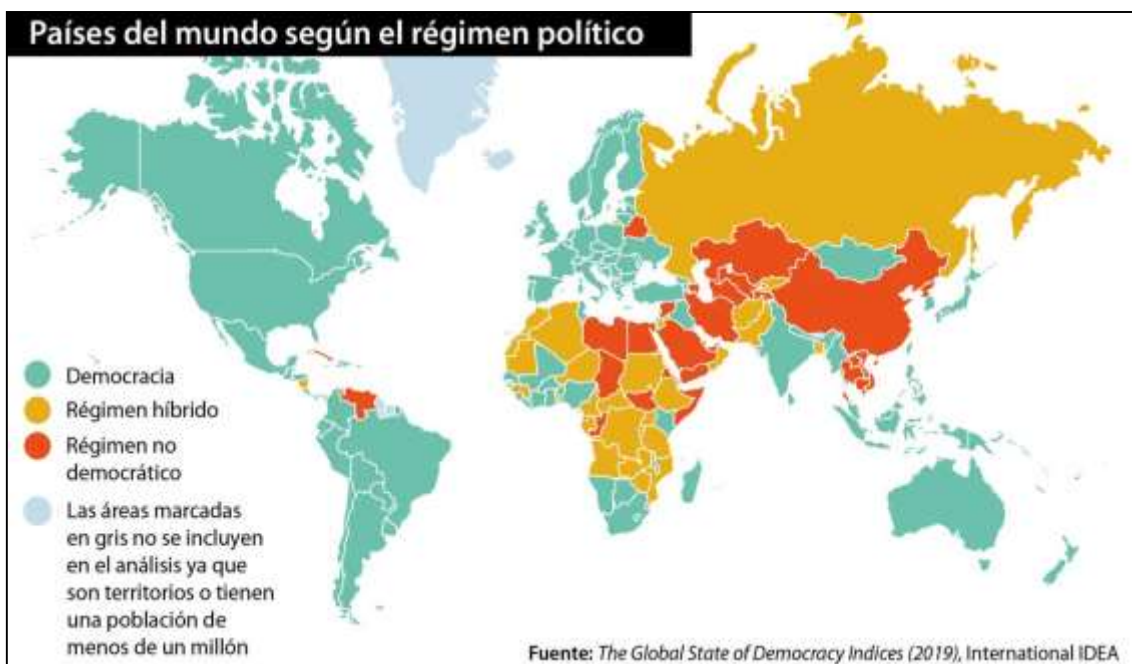 Países del mundo según el régimen político
Democracia
Régimen híbrido
Régimen no
democrático
Las áreas marcadas
en gris no se incluyen
en el análisis ya que
son territorios o tienen
una población de
menos de un millón
Fuente: The Global State of Democracy Indices (2019), International IDEA